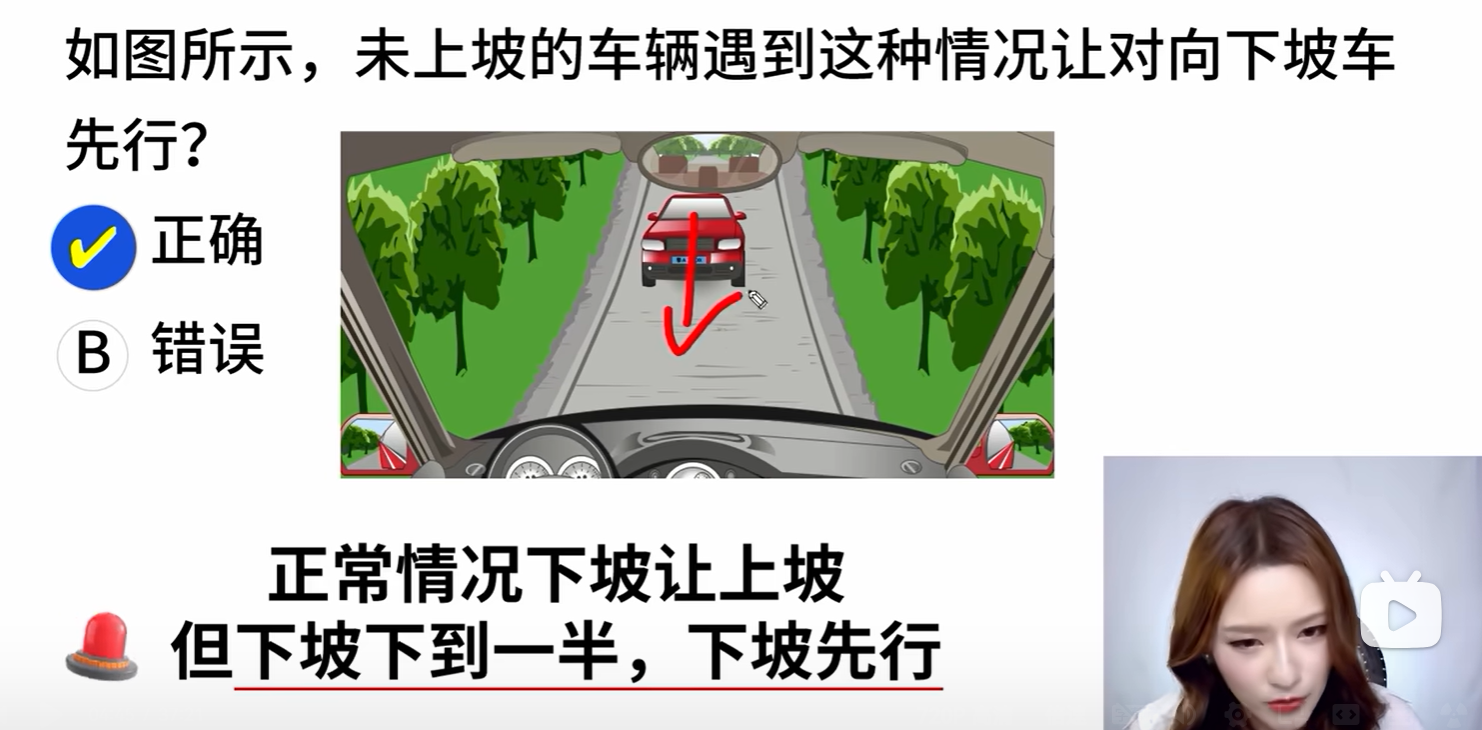 如图所示，未上坡的车辆遇到这种情况让对向下坡车
先行？
正确
B 错误
正常情况下坡让上坡
但下坡下到一半，下坡先行